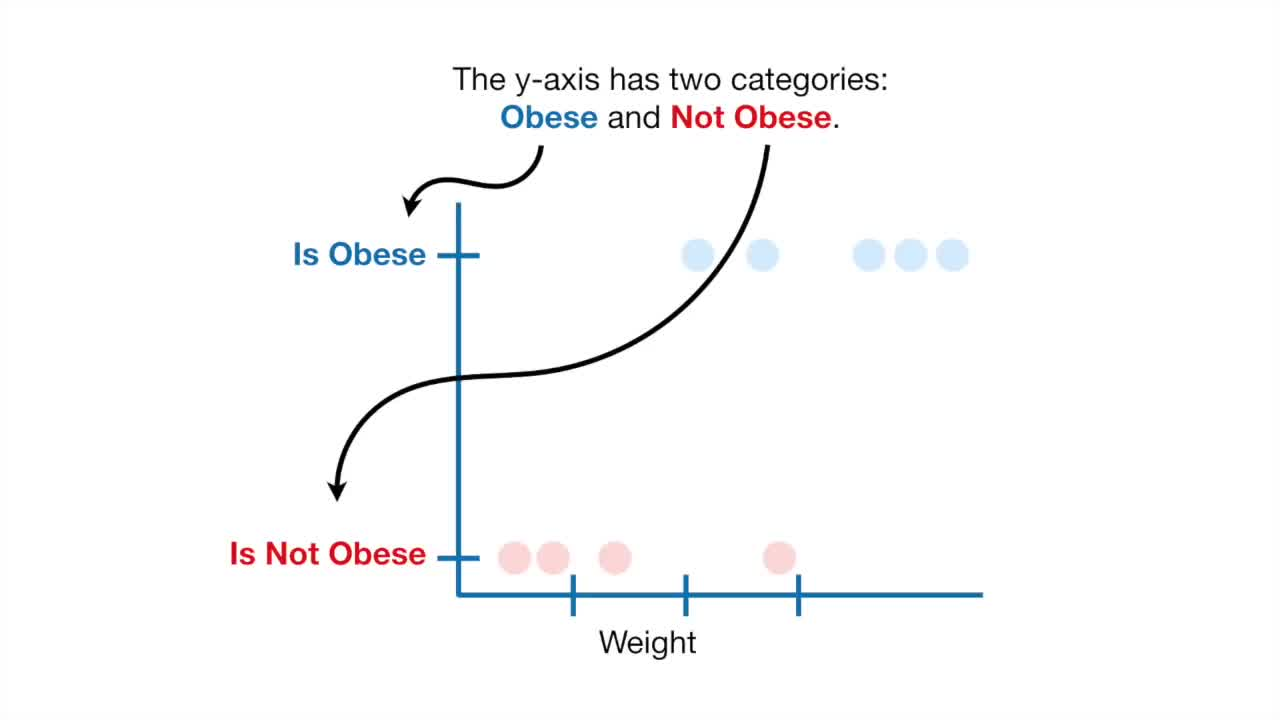 The y-axis has two categories:
Obese and Not Obese.
Is Obese
Is Not Obese
Weight